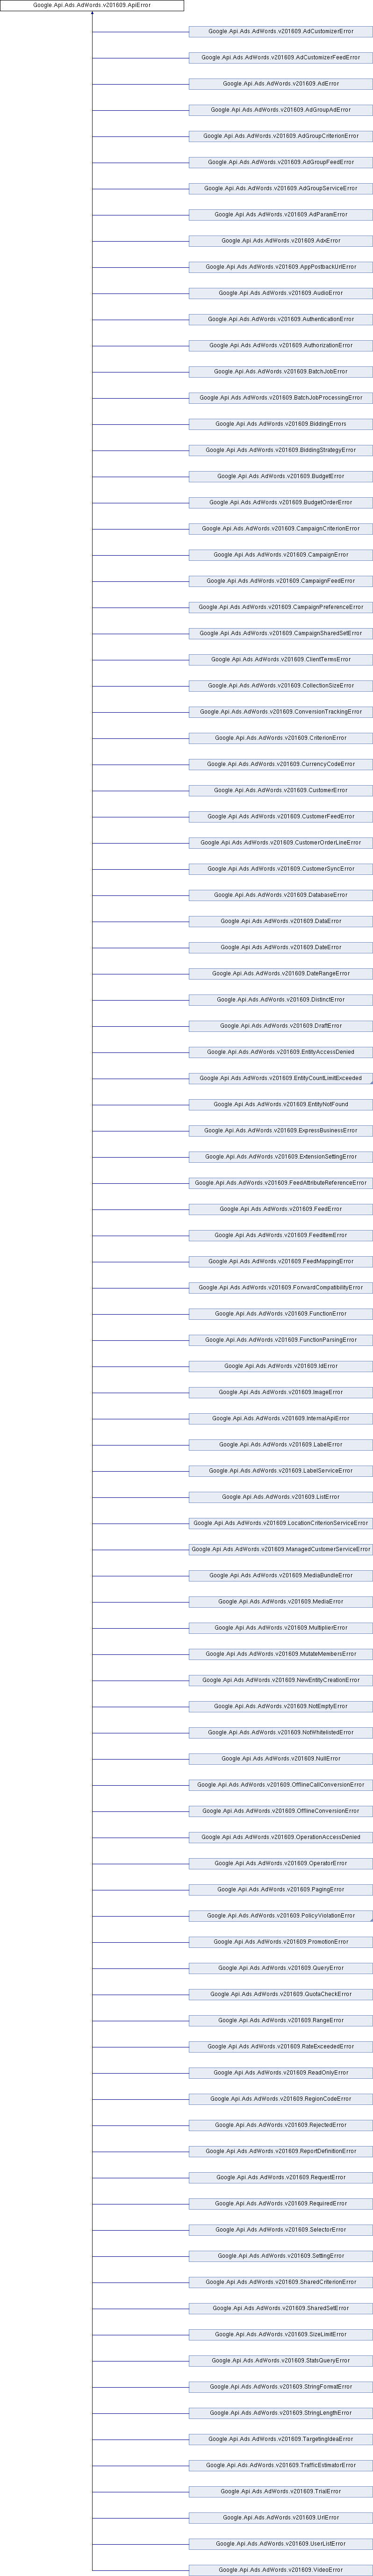 Google.Api.Ads.AdWords.v201609.ApiError
Google.Api.Ads.AdWords.v201609.AdCustomizerError
Google.Api.Ads.AdWords.v201609.AdCustomizerFeedError
Google.Api.Ads.AdWords.v201609.AdError
Google.Api.Ads.AdWords.v201609.AdGroupAdError
Google.Api.Ads.AdWords.v201609.AdGroupCriterionError
Google.Api.Ads.AdWords.v201609.AdGroupFeedError
Google.Api.Ads.AdWords.v201609.AdGroupServiceError
Google.Api.Ads.AdWords.v201609.AdParamError
Google.Api.Ads.AdWords.v201609.AdxError
Google.Api.Ads.AdWords.v201609.AppPostbackUrlError
Google.Api.Ads.AdWords.v201609.AudioError
Google.Api.Ads.AdWords.v201609.AuthenticationError
Google.Api.Ads.AdWords.v201609.AuthorizationError
Google.Api.Ads.AdWords.v201609.BatchJobError
Google.Api.Ads.AdWords.v201609.BatchJobProcessingError
Google.Api.Ads.AdWords.v201609.BiddingErrors
Google.Api.Ads.AdWords.v201609.BiddingStrategyError
Google.Api.Ads.AdWords.v201609.BudgetError
Google.Api.Ads.AdWords.v201609.BudgetOrderError
Google.Api.Ads.AdWords.v201609.CampaignCriterionError
Google.Api.Ads.AdWords.v201609.CampaignError
Google.Api.Ads.AdWords.v201609.CampaignFeedError
Google.Api.Ads.AdWords.v201609.CampaignPreferenceError
Google.Api.Ads.AdWords.v201609.CampaignSharedSetError
Google.Api.Ads.AdWords.v201609.ClientTermsError
Google.Api.Ads.AdWords.v201609.CollectionSizeError
Google.Api.Ads.AdWords.v201609.ConversionTrackingError
Google.Api.Ads.AdWords.v201609.CriterionError
Google.Api.Ads.AdWords.v201609.CurrencyCodeError
Google.Api.Ads.AdWords.v201609.CustomerError
Google.Api.Ads.AdWords.v201609.CustomerFeedError
Google.Api.Ads.AdWords.v201609.CustomerOrderLineError
Google.Api.Ads.AdWords.v201609.CustomerSyncError
Google.Api.Ads.AdWords.v201609.DatabaseError
Google.Api.Ads.AdWords.v201609.DataError
Google.Api.Ads.AdWords.v201609.DateError
Google.Api.Ads.AdWords.v201609.DateRangeError
Google.Api.Ads.AdWords.v201609.DistinctError
Google.Api.Ads.AdWords.v201609.DraftError
Google.Api.Ads.AdWords.v201609.EntityAccessDenied
Google.Api.Ads.AdWords.v201609.EntityCountLimitExceeded
Google.Api.Ads.AdWords.v201609.EntityNotFound
Google.Api.Ads.AdWords.v201609.ExpressBusinessError
Google.Api.Ads.AdWords.v201609.ExtensionSettingError
Google.Api.Ads.AdWords.v201609.FeedAttributeReferenceError
Google.Api.Ads.AdWords.v201609.FeedError
Google.Api.Ads.AdWords.v201609.FeedItemError
Google.Api.Ads.AdWords.v201609.FeedMappingError
Google.Api.Ads.AdWords.v201609.ForwardCompatibilityError
Google.Api.Ads.AdWords.v201609.FunctionError
Google.Api.Ads.AdWords.v201609.FunctionParsingError
Google.Api.Ads.AdWords.v201609.IdError
Google.Api.Ads.AdWords.v201609.ImageError
Google.Api.Ads.AdWords.v201609.InternalApiError
Google.Api.Ads.AdWords.v201609.LabelError
Google.Api.Ads.AdWords.v201609.LabelServiceError
Google.Api.Ads.AdWords.v201609.ListError
Google.Api.Ads.AdWords.v201609.LocationCriterionServiceError
Google.Api.Ads.AdWords.v201609.ManagedCustomerServiceError
Google.Api.Ads.AdWords.v201609.MediaBundleError
Google.Api.Ads.AdWords.v201609.MediaError
Google.Api.Ads.AdWords.v201609.MultiplierError
Google.Api.Ads.AdWords.v201609.MutateMembersError
Google.Api.Ads.AdWords.v201609.NewEntityCreationError
Google.Api.Ads.AdWords.v201609.NotEmptyError
Google.Api.Ads.AdWords.v201609.NotWhitelistedError
Google.Api.Ads.AdWords.v201609.NullError
Google.Api.Ads.AdWords.v201609.OfflineCallConversionError
Google.Api.Ads.AdWords.v201609.OfflineConversionError
Google.Api.Ads.AdWords.v201609.OperationAccessDenied
Google.Api.Ads.AdWords.v201609.OperatorError
Google.Api.Ads.AdWords.v201609.PagingError
Google.Api.Ads.AdWords.v201609.PolicyViolationError
Google.Api.Ads.AdWords.v201609.PromotionError
Google.Api.Ads.AdWords.v201609.QueryError
Google.Api.Ads.AdWords.v201609.QuotaCheckError
Google.Api.Ads.AdWords.v201609.RangeError
Google.Api.Ads.AdWords.v201609.RateExceededError
Google.Api.Ads.AdWords.v201609.ReadOnlyError
Google.Api.Ads.AdWords.v201609.RegionCodeError
Google.Api.Ads.AdWords.v201609.RejectedError
Google.Api.Ads.AdWords.v201609.ReportDefinitionError
Google.Api.Ads.AdWords.v201609.RequestError
Google.Api.Ads.AdWords.v201609.RequiredError
Google.Api.Ads.AdWords.v201609.SelectorError
Google.Api.Ads.AdWords.v201609.SettingError
Google.Api.Ads.AdWords.v201609.SharedCriterionError
Google.Api.Ads.AdWords.v201609.SharedSetError
Google.Api.Ads.AdWords.v201609.SizeLimitError
Google.Api.Ads.AdWords.v201609.StatsQueryError
Google.Api.Ads.AdWords.v201609.StringFormatError
Google.Api.Ads.AdWords.v201609.StringLengthError
Google.Api.Ads.AdWords.v201609.TargetingIdeaError
Google.Api.Ads.AdWords.v201609.TrafficEstimatorError
Google.Api.Ads.AdWords.v201609.TrialError
Google.Api.Ads.AdWords.v201609.UrlError
Google.Api.Ads.AdWords.v201609.UserListError
Google.Api.Ads.AdWords.v201609.VideoError